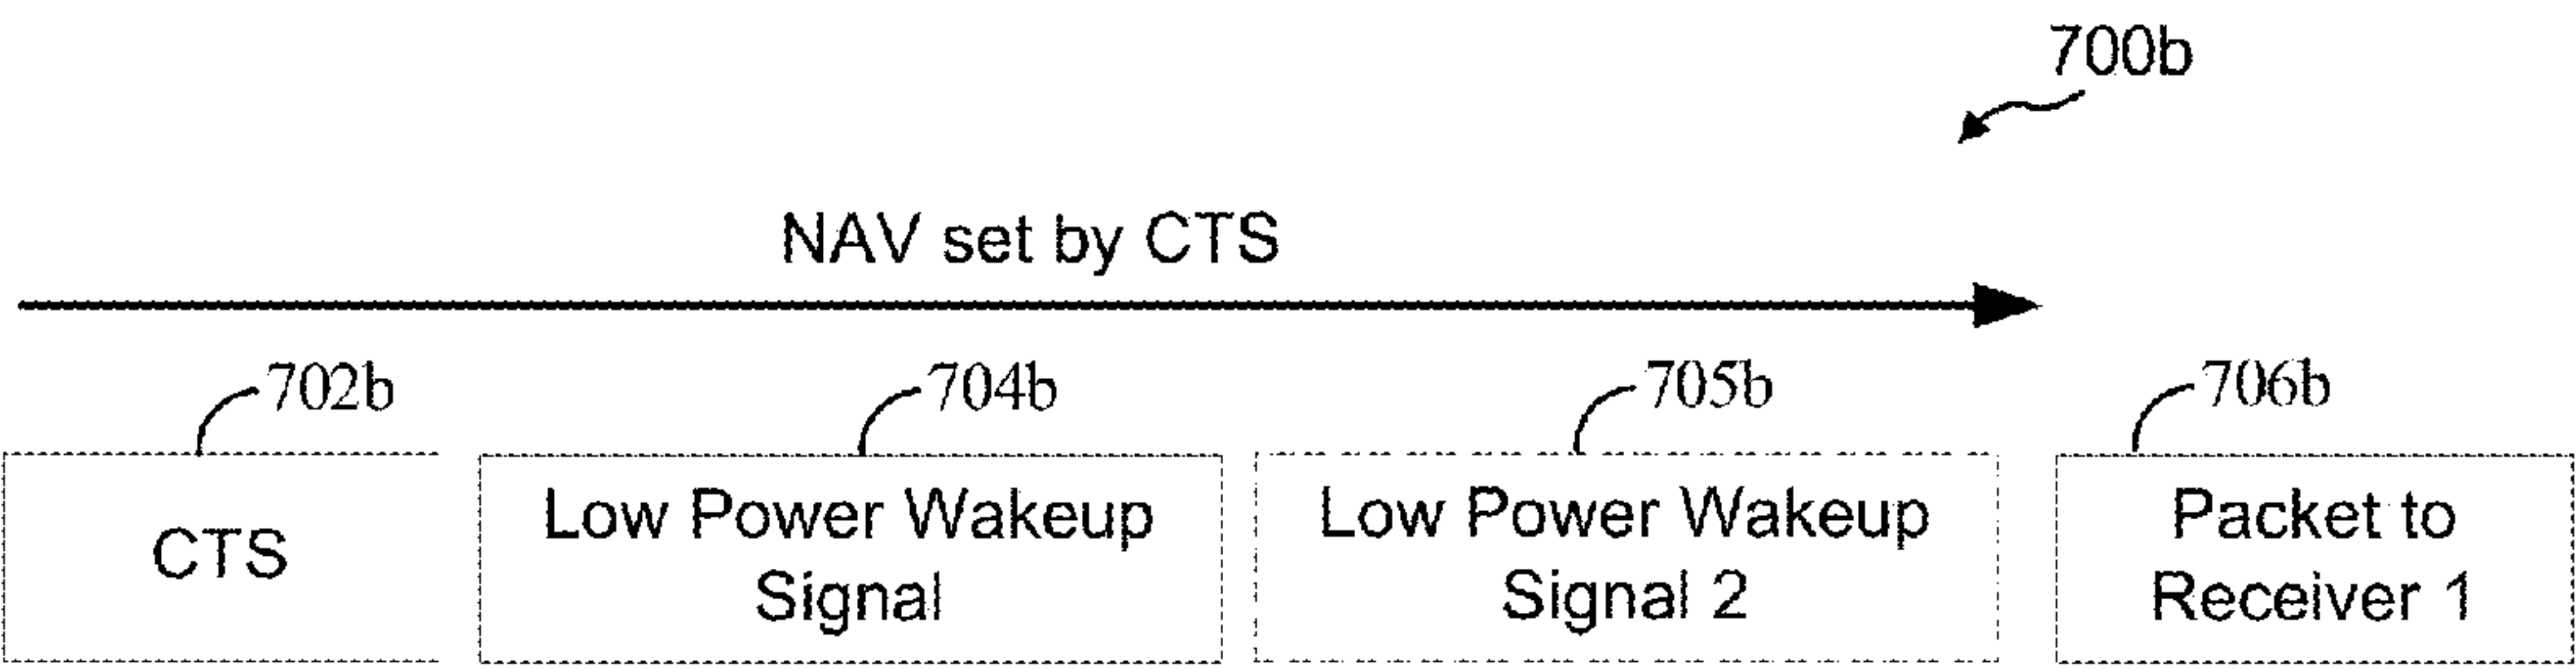 700b
NAV set by CTS
702b
704b
705b
706b
CTS
Low Power Wakeup
Signal
Low Power Wakeup
Signal 2
Packet to
Receiver 1